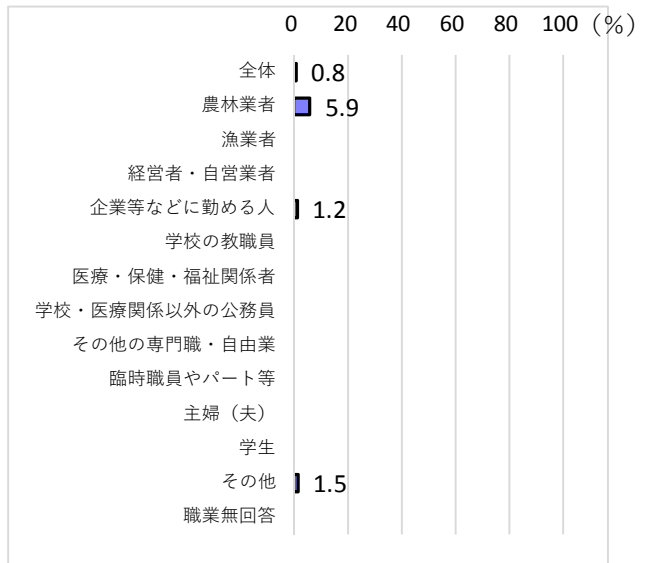 0 20 40 60 80 100 (％)
全体 0.8
農林業者 5.9
漁業者
経営者・自営業者
企業等などに勤める人 1.2
学校の教職員
医療・保健・福祉関係者
学校・医療関係以外の公務員
その他の専門職・自由業
臨時職員やパート等
主婦（夫）
学生
その他 1.5
職業無回答